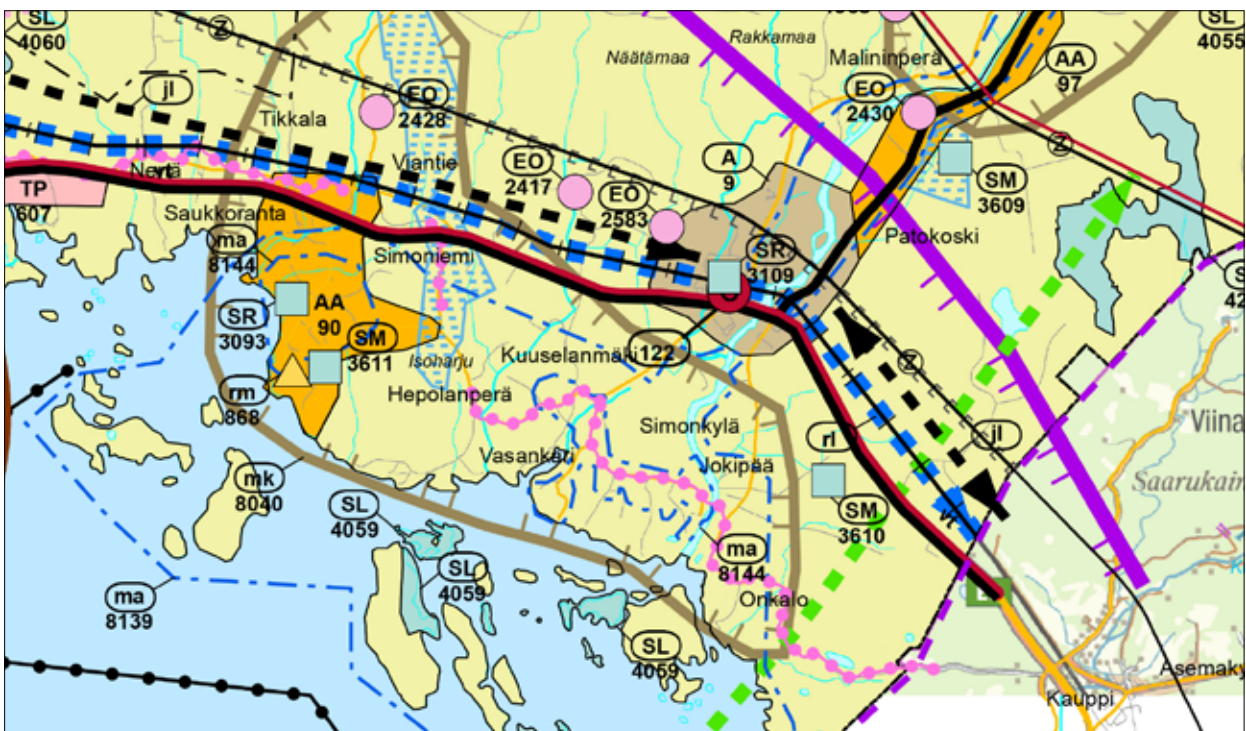 SL
4060
Z
Näätämaa
Rakkamaa
Malininperä
SL
4055
AA
97
jl
Tikkala
EO
2428
EO
2430
Z
Viantie
EO
2417
A
9
EO
2583
SM
3609
TP
607
Saukkoranta
Simoniemi
SR
3109
Patokoski
ma
8144
SR
3093
AA
90
SM
3611
Isoharju
Kuuselanmäki
122
Z
rm
868
Hepolanperä
Simonkylä
rl
jl
Viina
Vasankari
Jokipää
Saarukain
mk
8040
SL
4059
SM
3610
SL
4059
ma
8144
ma
8139
Onkalo
SL
4059
Asemaky
Kauppi